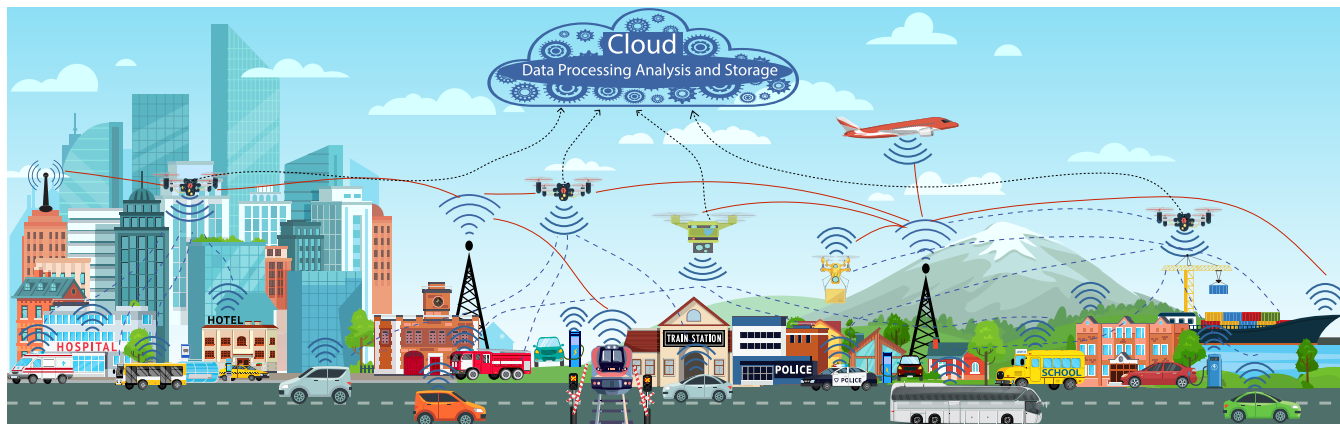 Cloud
Data Processing Analysis and Storage
HOTEL
HOSPITAL
TRAIN STATION
POLICE
POLICE
SCHOOL